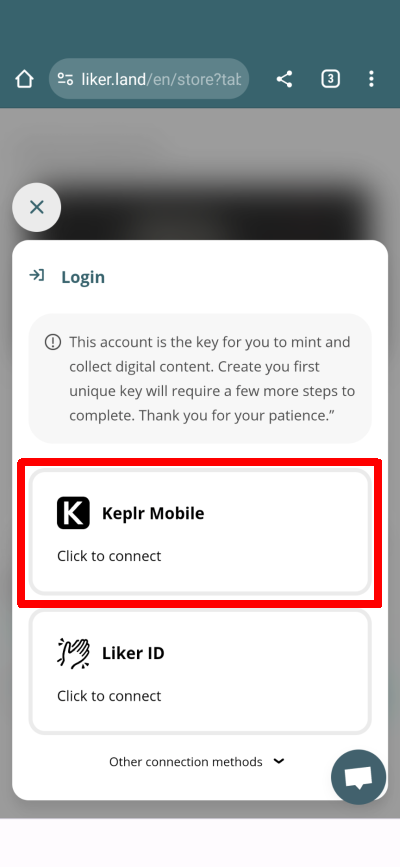 liker.land/en/store?tab
3
Login
This account is the key for you to mint and
collect digital content. Create you first
unique key will require a few more steps to
complete. Thank you for your patience.”
K
Keplr Mobile
Click to connect
Liker ID
Click to connect
Other connection methods